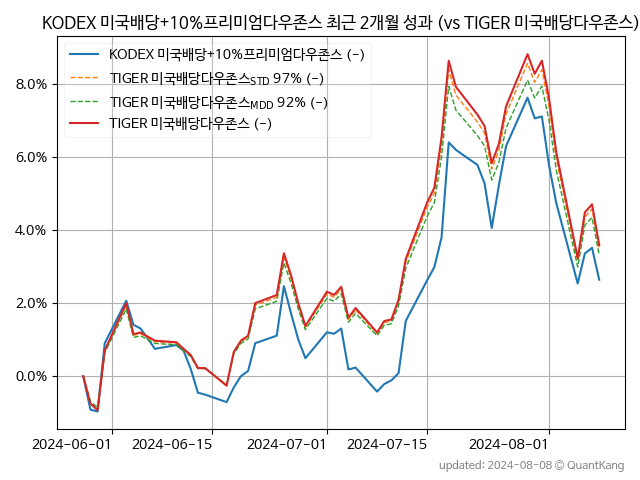 KODEX 미국배당+10%프리미엄다우존스 최근 2개월 성과 (vs TIGER 미국배당다우존스)
KODEX 미국배당+10%프리미엄다우존스 (-)
TIGER 미국배당다우존스STD 97% (-)
TIGER 미국배당다우존스MDD 92% (-)
TIGER 미국배당다우존스 (-)
8.0%
6.0%
4.0%
2.0%
0.0%
2024-06-01 2024-06-15 2024-07-01 2024-07-15 2024-08-01
updated: 2024-08-08 © QuantKang